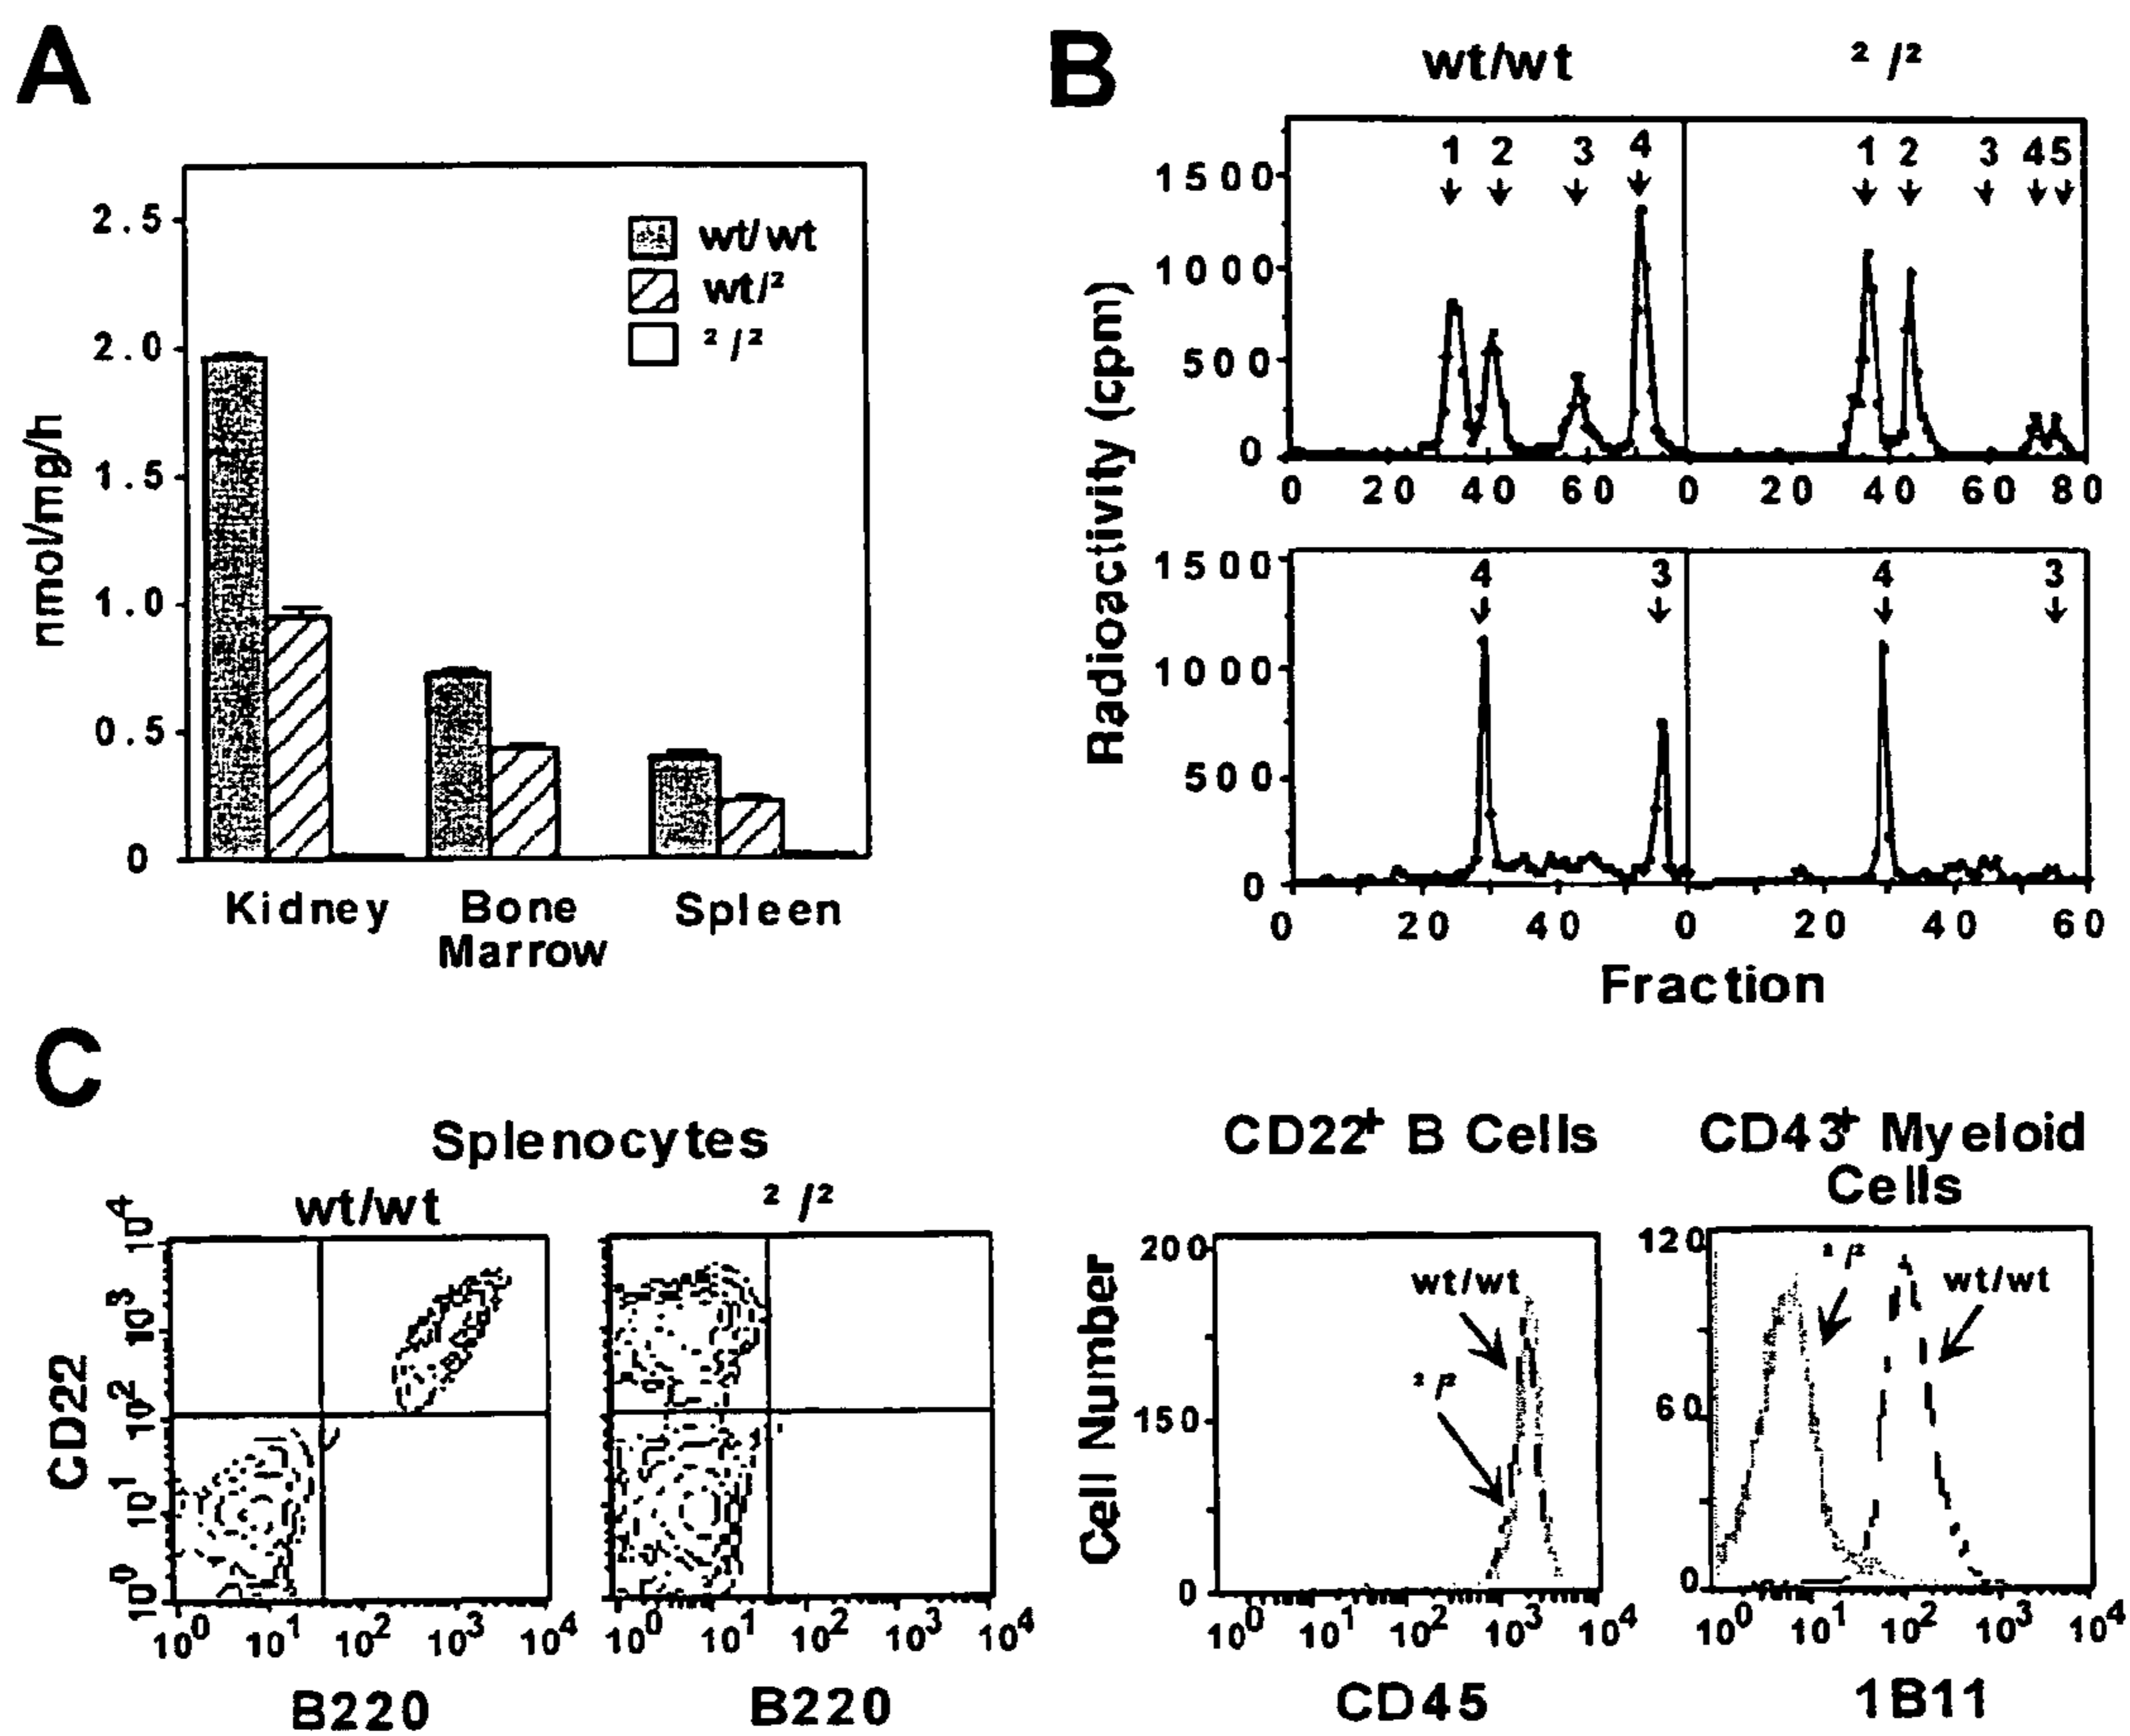 A
2.5
2.0
1.5
1.0
0.5
0
nmol/mg/h
wt/wt
wt/²
²/²
Kidney
Bone
Marrow
Spleen
B
wt/wt
²/²
1 2 3 4
1 2 3 4 5
1500
1000
500
0
0 20 40 60 0 20 40 60 80
4 3
4 3
1500
1000
500
0
0 20 40 0 20 40 60
Radioactivity (cpm)
Fraction
C
Splenocytes
wt/wt
²/²
10⁴
10³
10²
10¹
10⁰
CD22
10⁰ 10¹ 10² 10³ 10⁴
B220
10⁰ 10¹ 10² 10³ 10⁴
B220
CD22⁺ B Cells
200
150
0
Cell Number
wt/wt
²/²
10⁰ 10¹ 10² 10³ 10⁴
CD45
CD43⁺ Myeloid
Cells
120
60
0
²/²
wt/wt
10⁰ 10¹ 10² 10³ 10⁴
1B11